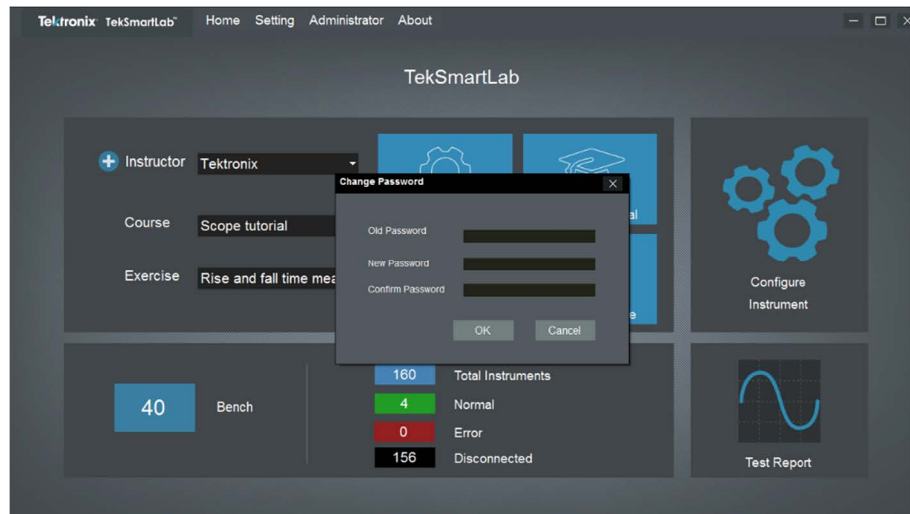 Tektronix TekSmartLab™ Home Setting Administrator About
TekSmartLab
Instructor Tektronix
Change Password
Course Scope tutorial
Old Password
al
New Password
Exercise Rise and fall time mea
Confirm Password
e
OK Cancel
Configure
Instrument
40 Bench
160 Total Instruments
4 Normal
0 Error
156 Disconnected
Test Report